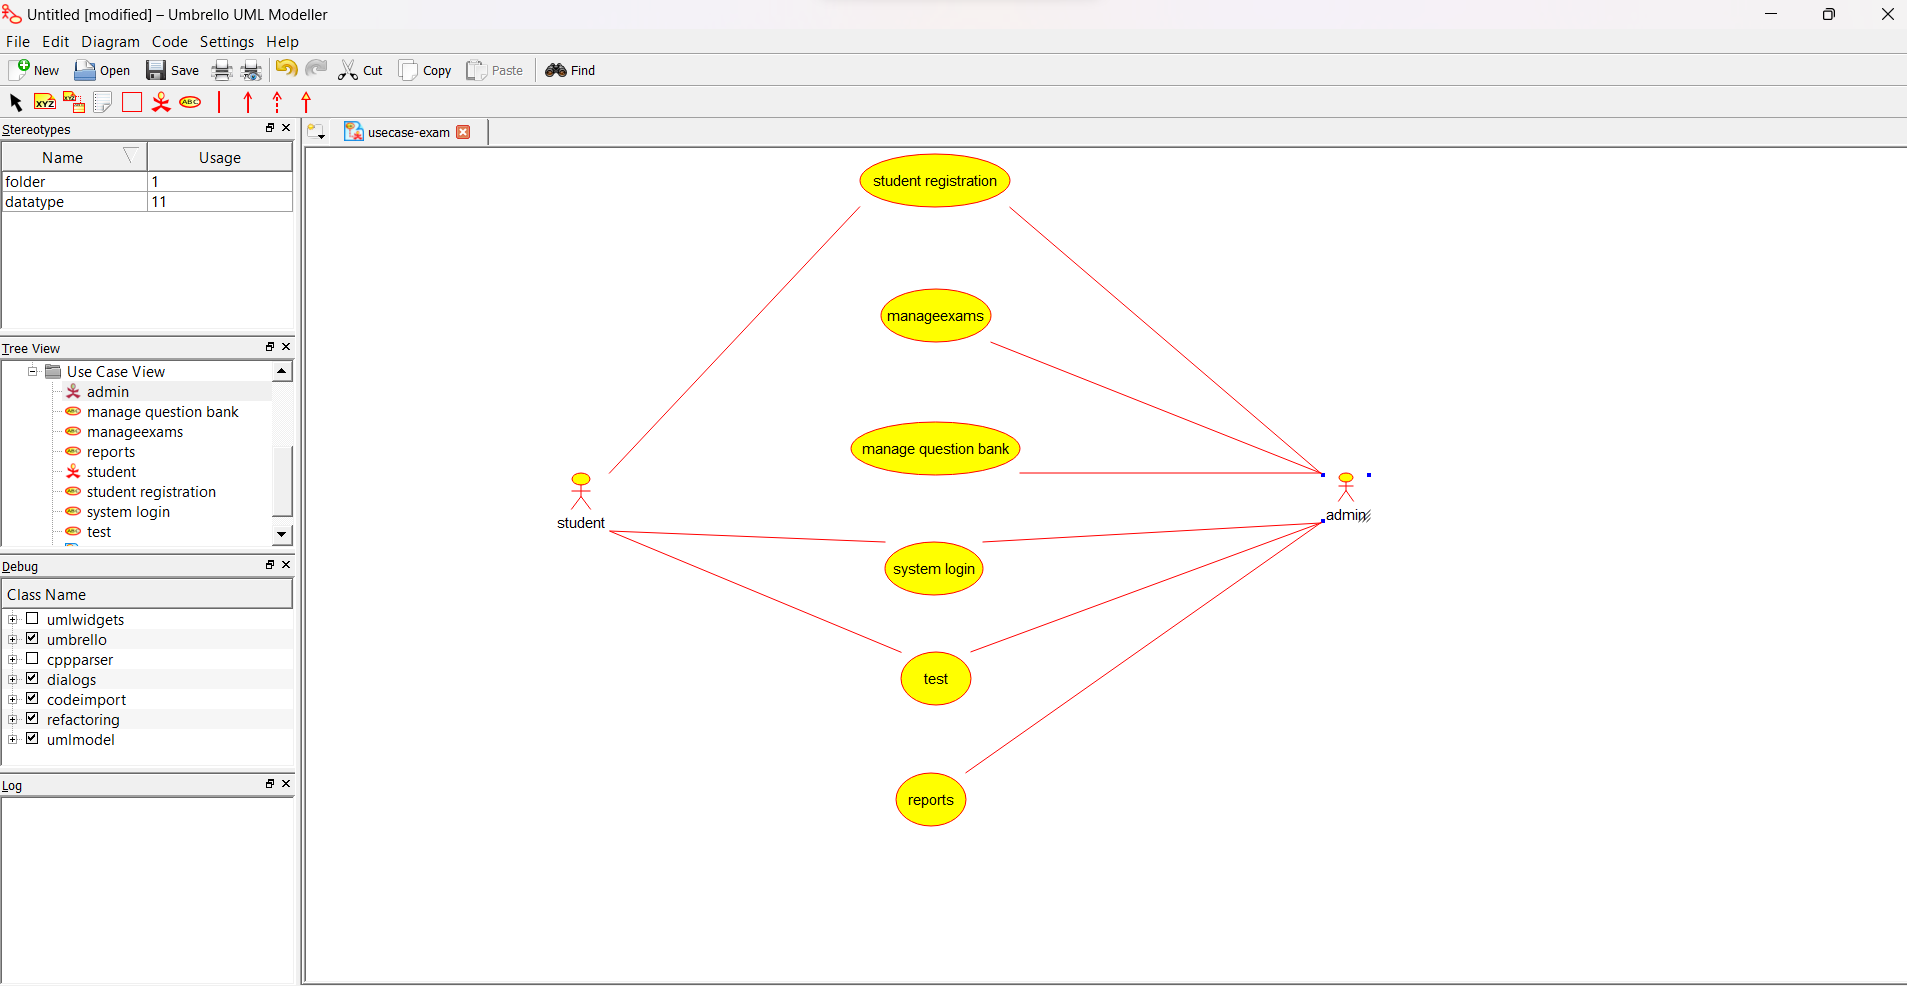 Untitled [modified] – Umbrello UML Modeller
File Edit Diagram Code Settings Help
New Open Save Cut Copy Paste Find
XYZ XYZ ABC
Stereotypes
Name Usage
folder 1
datatype 11
Tree View
Use Case View
admin
manage question bank
manageexams
reports
student
student registration
system login
test
Debug
Class Name
umlwidgets
umbrello
cppparser
dialogs
codeimport
refactoring
umlmodel
Log
usecase-exam
student registration
manageexams
manage question bank
student
admin
system login
test
reports